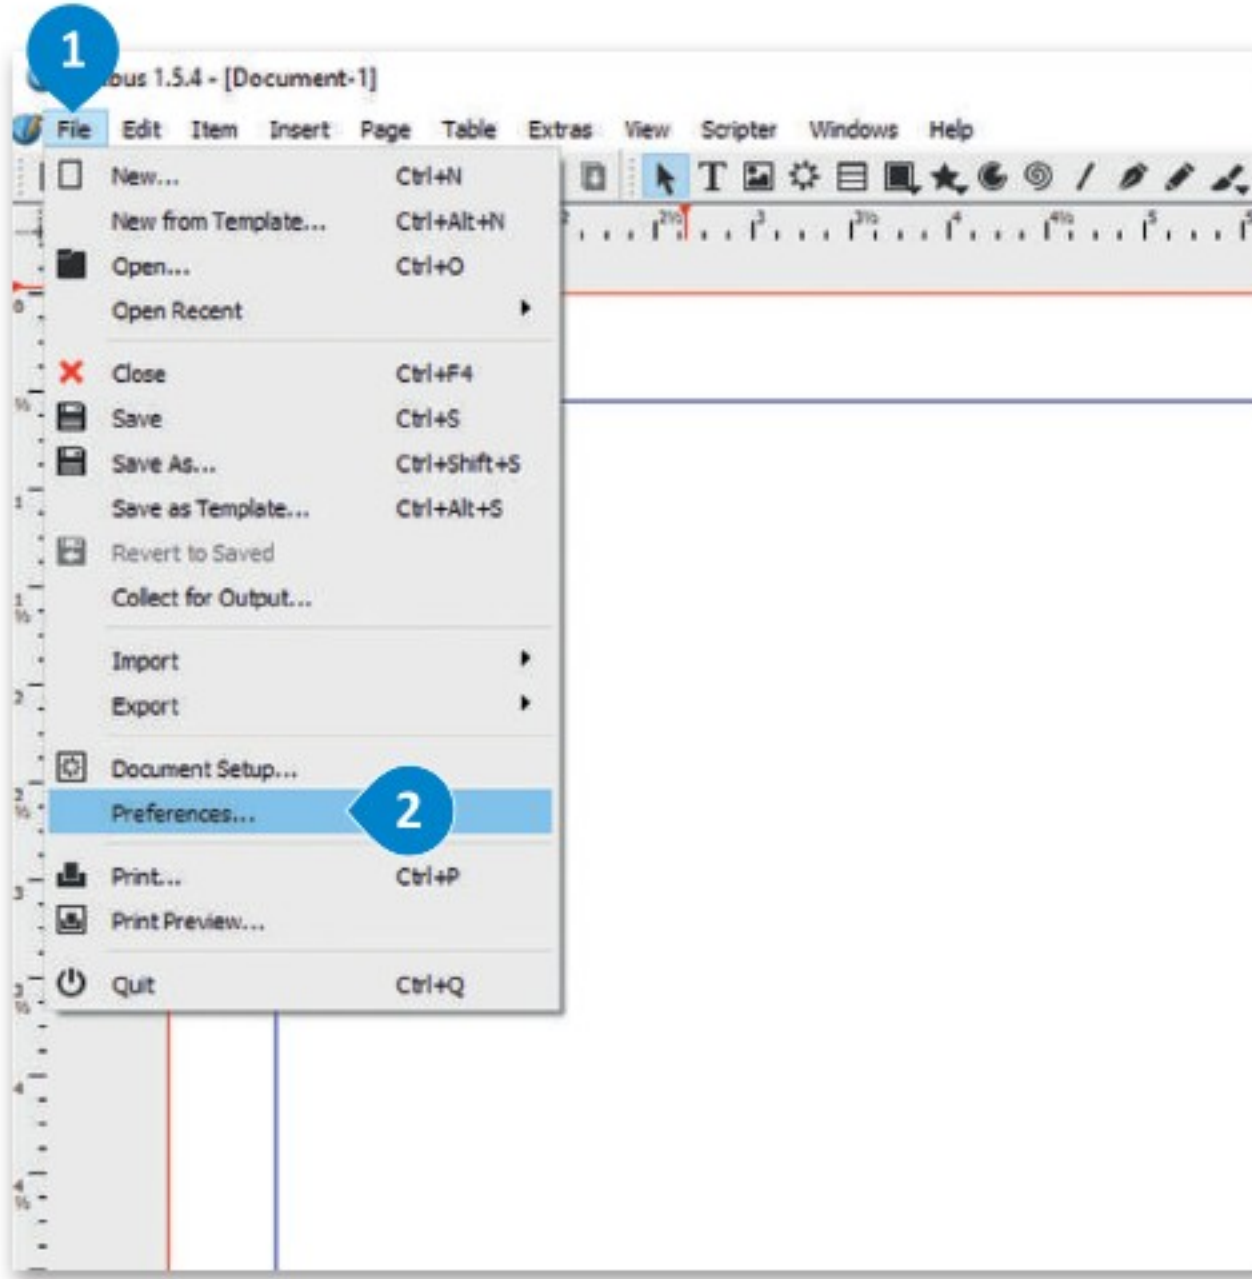 1
bus 1.5.4 - [Document-1]
File Edit Item Insert Page Table Extras View Scripter Windows Help
New... Ctrl+N
New from Template... Ctrl+Alt+N
Open... Ctrl+O
Open Recent
Close Ctrl+F4
Save Ctrl+S
Save As... Ctrl+Shift+S
Save as Template... Ctrl+Alt+S
Revert to Saved
Collect for Output...
Import
Export
Document Setup...
Preferences... 2
Print... Ctrl+P
Print Preview...
Quit Ctrl+Q